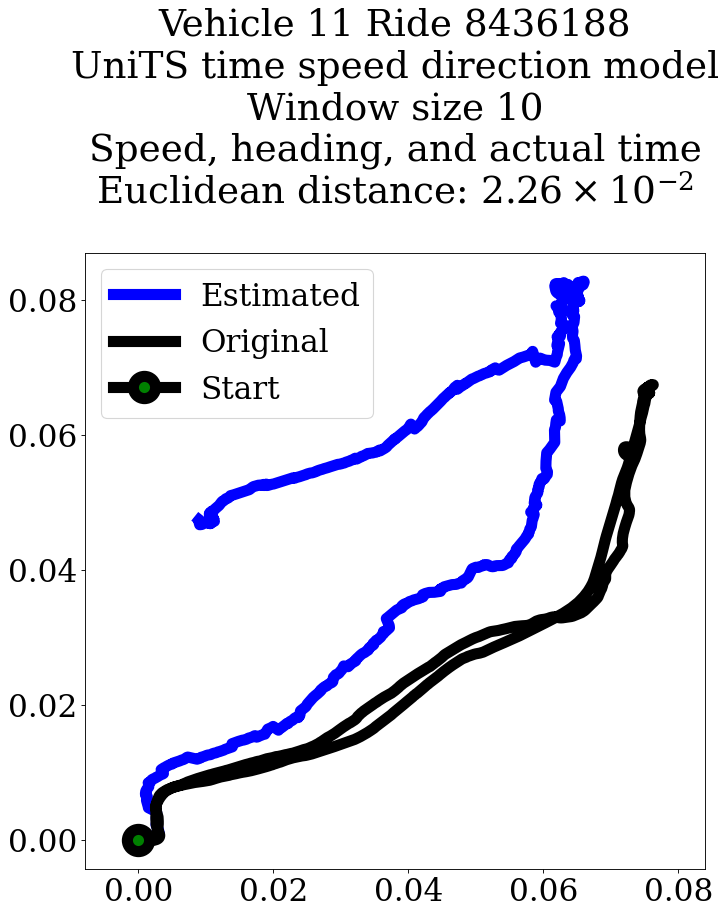 Vehicle 11 Ride 8436188
UniTS time speed direction model
Window size 10
Speed, heading, and actual time
Euclidean distance: 2.26 × 10⁻²
Estimated
Original
Start
0.08
0.06
0.04
0.02
0.00
0.00 0.02 0.04 0.06 0.08